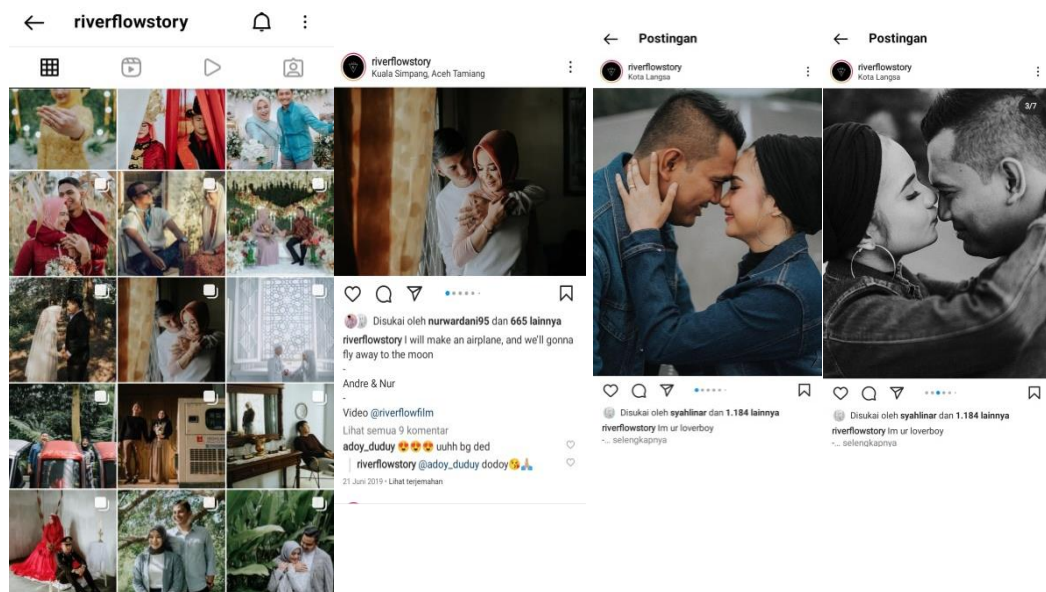 riverflowstory
riverflowstory
Kuala Simpang, Aceh Tamiang
Disukai oleh nurwardani95 dan 665 lainnya
riverflowstory I will make an airplane, and we'll gonna
fly away to the moon
-
Andre & Nur
-
Video @riverflowfilm
Lihat semua 9 komentar
adoy_duduy 😍😍😍 uuhh bg ded
riverflowstory @adoy_duduy dodoy😘🙏🏼
21 Juni 2019 • Lihat terjemahan
Postingan
riverflowstory
Kota Langsa
Disukai oleh syahlinar dan 1.184 lainnya
riverflowstory Im ur loverboy
-... selengkapnya
Postingan
riverflowstory
Kota Langsa
3/7
Disukai oleh syahlinar dan 1.184 lainnya
riverflowstory Im ur loverboy
-... selengkapnya